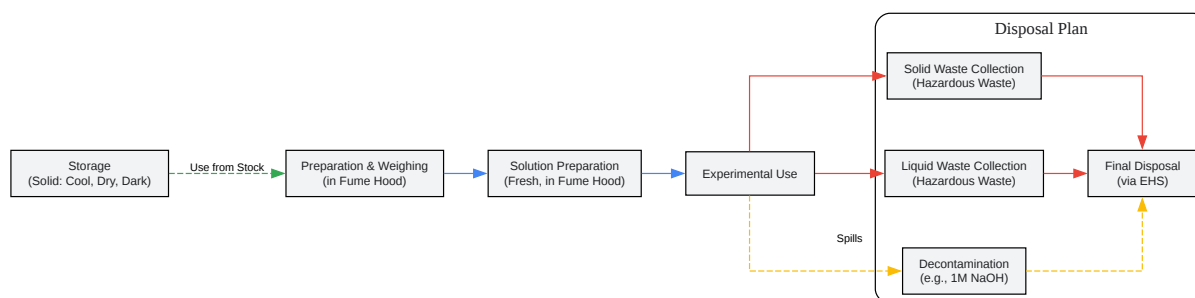 Disposal Plan
Solid Waste Collection
(Hazardous Waste)
Storage
(Solid: Cool, Dry, Dark)
Use from Stock
Preparation & Weighing
(in Fume Hood)
Solution Preparation
(Fresh, in Fume Hood)
Experimental Use
Liquid Waste Collection
(Hazardous Waste)
Final Disposal
(via EHS)
Spills
Decontamination
(e.g., 1M NaOH)